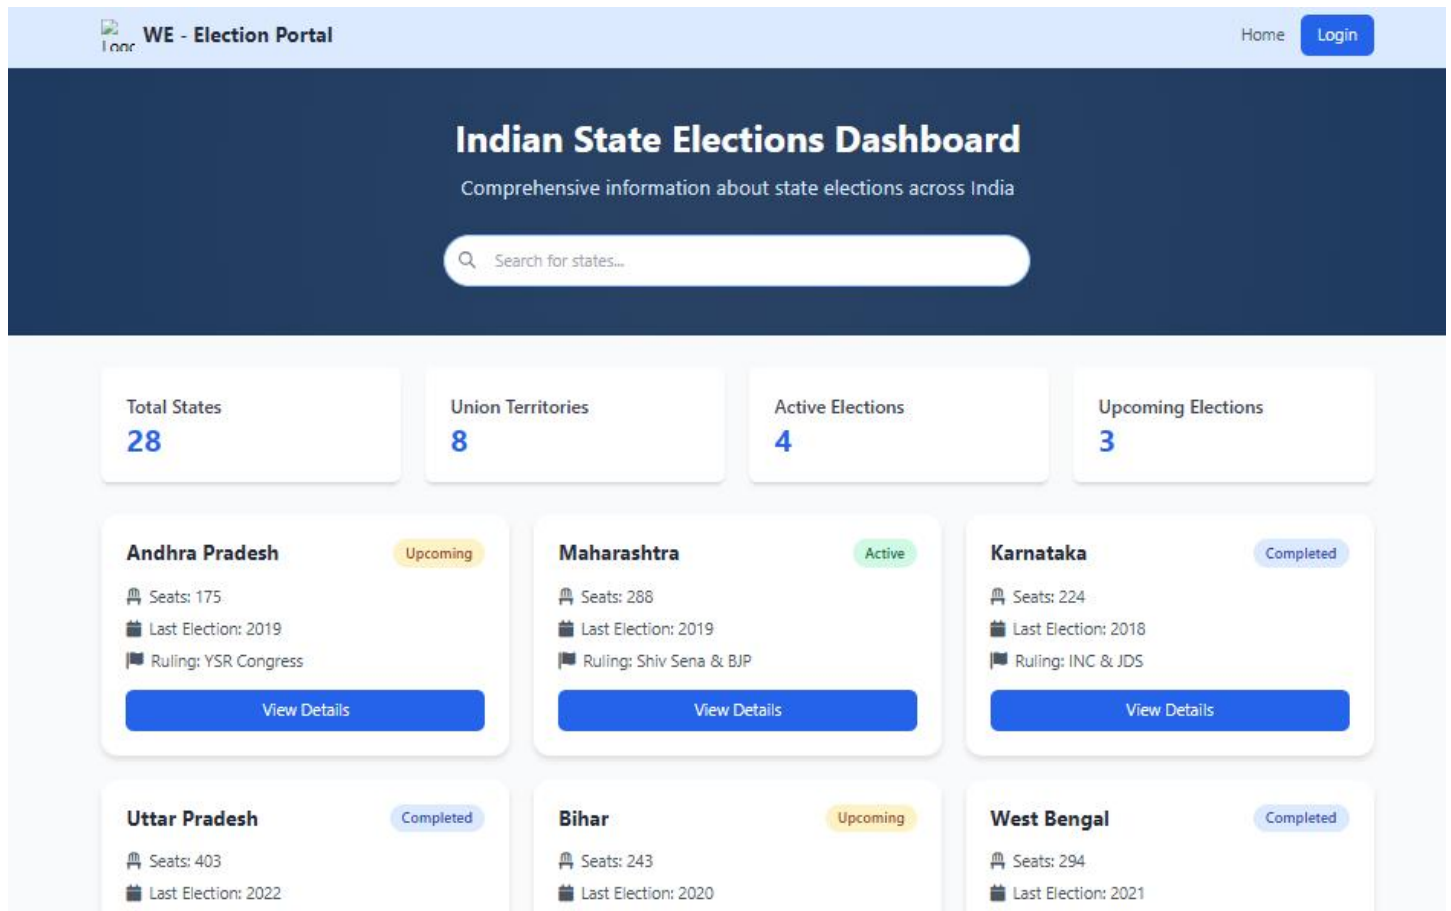 Logo WE - Election Portal Home Login
Indian State Elections Dashboard
Comprehensive information about state elections across India
Search for states...
Total States
28
Union Territories
8
Active Elections
4
Upcoming Elections
3
Andhra Pradesh Upcoming
Seats: 175
Last Election: 2019
Ruling: YSR Congress
View Details
Maharashtra Active
Seats: 288
Last Election: 2019
Ruling: Shiv Sena & BJP
View Details
Karnataka Completed
Seats: 224
Last Election: 2018
Ruling: INC & JDS
View Details
Uttar Pradesh Completed
Seats: 403
Last Election: 2022
Bihar Upcoming
Seats: 243
Last Election: 2020
West Bengal Completed
Seats: 294
Last Election: 2021